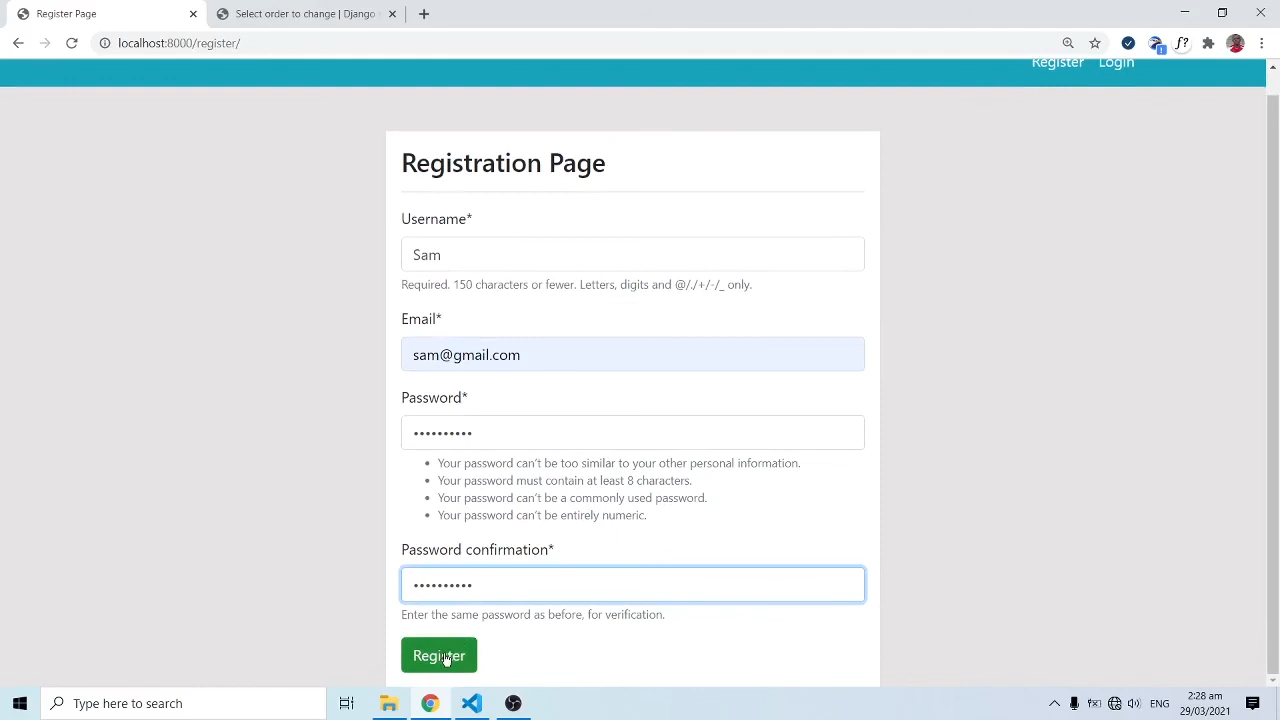 Register Page
Select order to change | Django
localhost:8000/register/
Register Login
Registration Page
Username*
Sam
Required. 150 characters or fewer. Letters, digits and @/./+/-/_ only.
Email*
sam@gmail.com
Password*
••••••••••
Your password can't be too similar to your other personal information.
Your password must contain at least 8 characters.
Your password can't be a commonly used password.
Your password can't be entirely numeric.
Password confirmation*
••••••••••
Enter the same password as before, for verification.
Register
Type here to search
ENG
2:28 am
29/03/2021